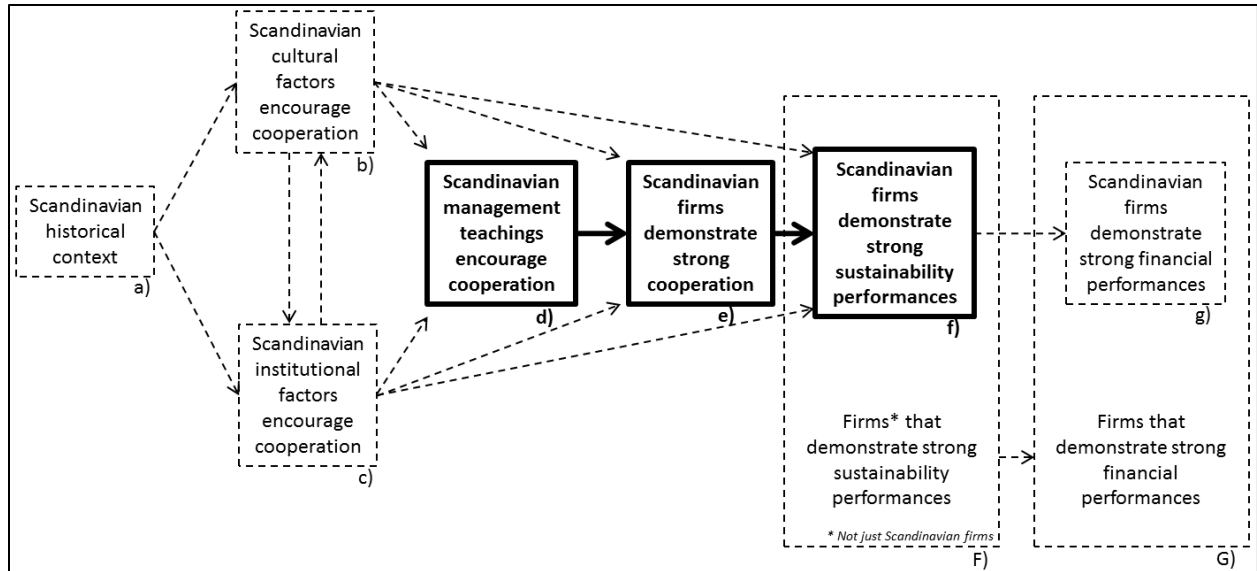 Scandinavian
historical
context
a)
Scandinavian
cultural
factors
encourage
cooperation
b)
Scandinavian
institutional
factors
encourage
cooperation
c)
Scandinavian
management
teachings
encourage
cooperation
d)
Scandinavian
firms
demonstrate
strong
cooperation
e)
Scandinavian
firms
demonstrate
strong
sustainability
performances
f)
Firms* that
demonstrate strong
sustainability
performances
* Not just Scandinavian firms
F)
Scandinavian
firms
demonstrate
strong financial
performances
g)
Firms that
demonstrate strong
financial
performances
G)